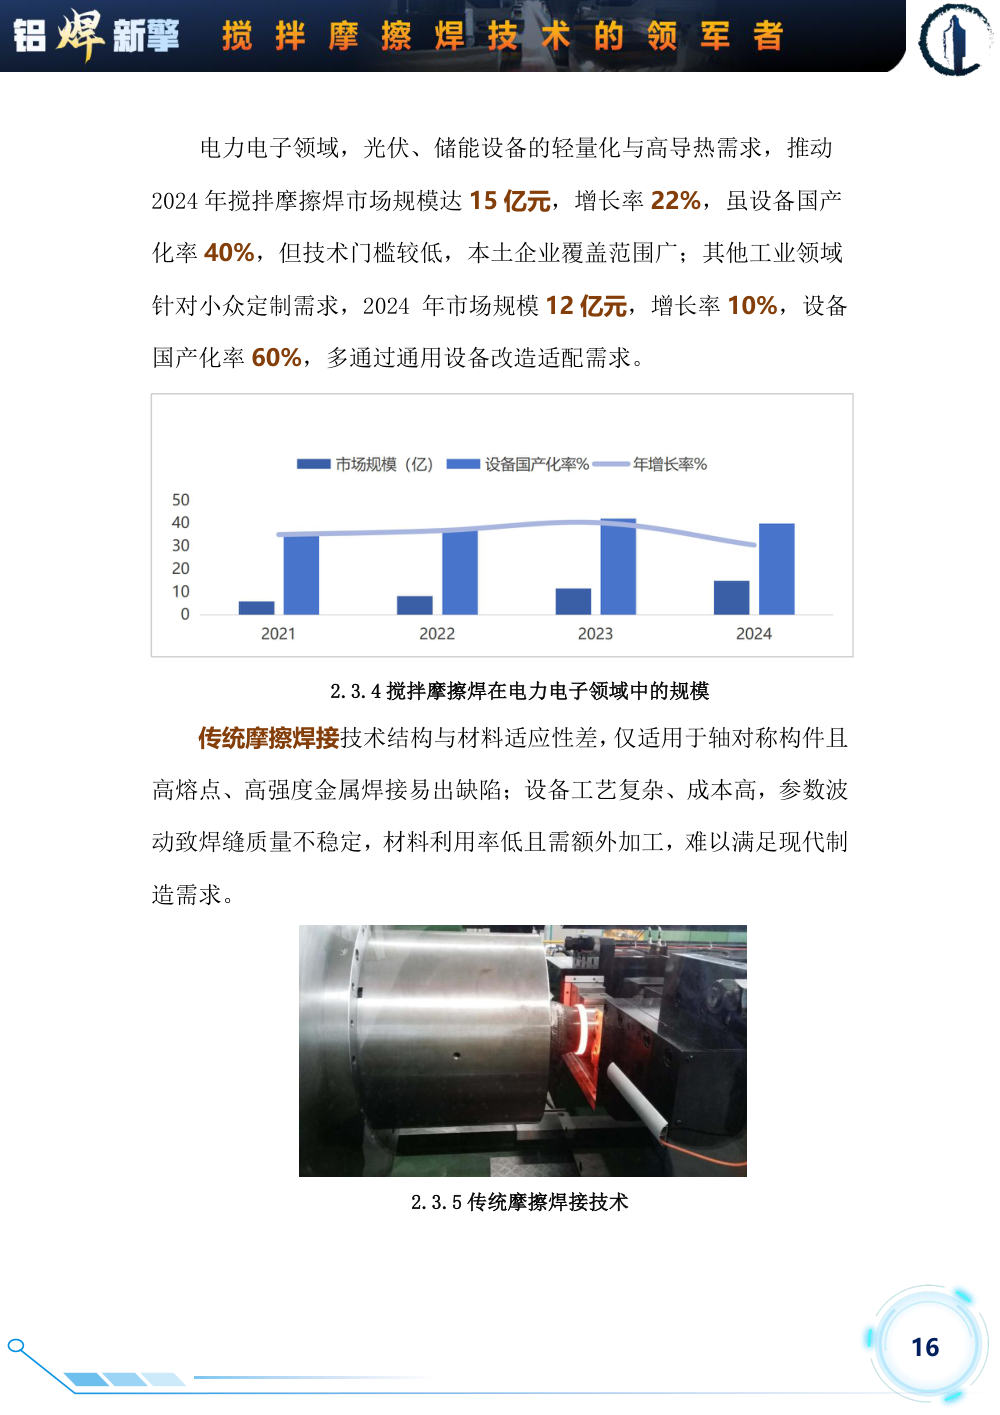 铝焊新擎 搅拌摩擦焊技术的领军者
电力电子领域，光伏、储能设备的轻量化与高导热需求，推动
2024 年搅拌摩擦焊市场规模达 15 亿元，增长率 22%，虽设备国产
化率 40%，但技术门槛较低，本土企业覆盖范围广；其他工业领域
针对小众定制需求，2024 年市场规模 12 亿元，增长率 10%，设备
国产化率 60%，多通过通用设备改造适配需求。
市场规模（亿） 设备国产化率% 年增长率%
50
40
30
20
10
0
2021 2022 2023 2024
2.3.4 搅拌摩擦焊在电力电子领域中的规模
传统摩擦焊接技术结构与材料适应性差，仅适用于轴对称构件且
高熔点、高强度金属焊接易出缺陷；设备工艺复杂、成本高，参数波
动致焊缝质量不稳定，材料利用率低且需额外加工，难以满足现代制
造需求。
2.3.5 传统摩擦焊接技术
16